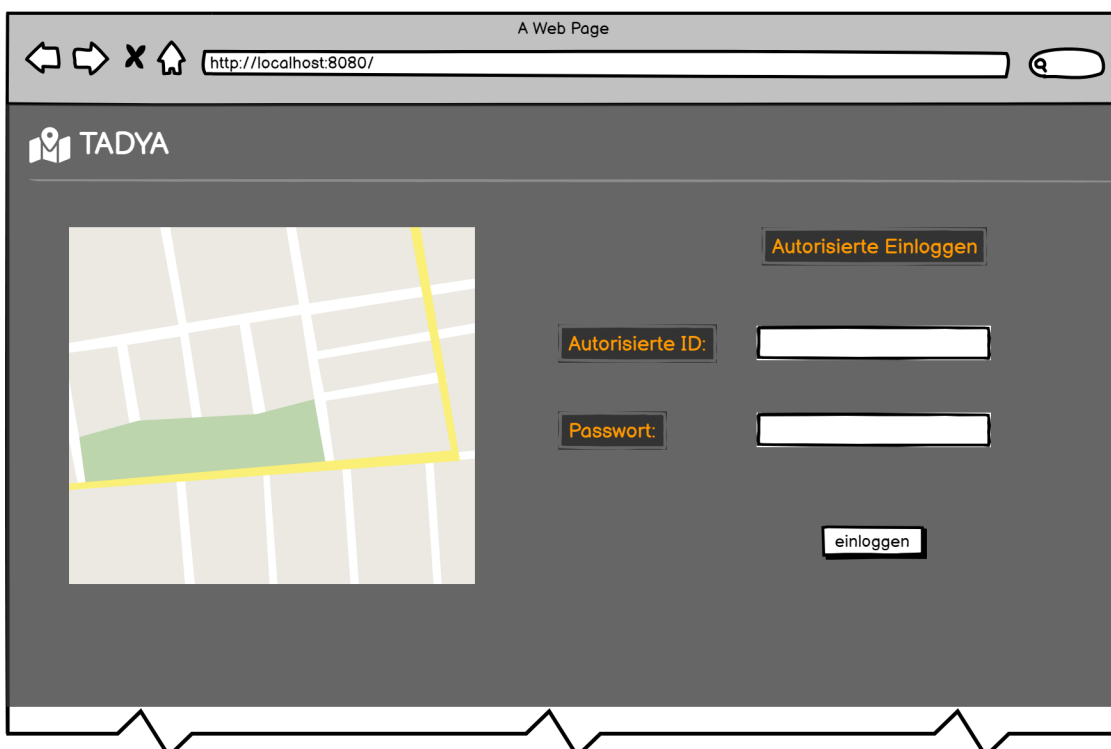 A Web Page
http://localhost:8080/
TADYA
Autorisierte Einloggen
Autorisierte ID:
Passwort:
einloggen